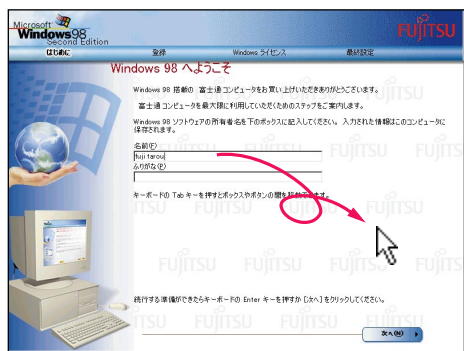 Microsoft
Windows98
Second Edition
FUJITSU
はじめに 登録 Windows ライセンス 最終設定
Windows 98 へようこそ
Windows 98 搭載の 富士通 コンピュータをお買い上げいただきありがとうございます。
富士通 コンピュータを最大限に利用していただくためのステップをご案内します。
Windows 98 ソフトウェアの所有者名を下のボックスに記入してください。 入力された情報はこのコンピュータに
保存されます。
名前(F)
fuji tarou
ふりがな(P)
キーボードの Tab キーを押すとボックスやボタンの間を移動できます。
続行する準備ができたらキーボードの Enter キーを押すか [次へ] をクリックしてください。
次へ(N)